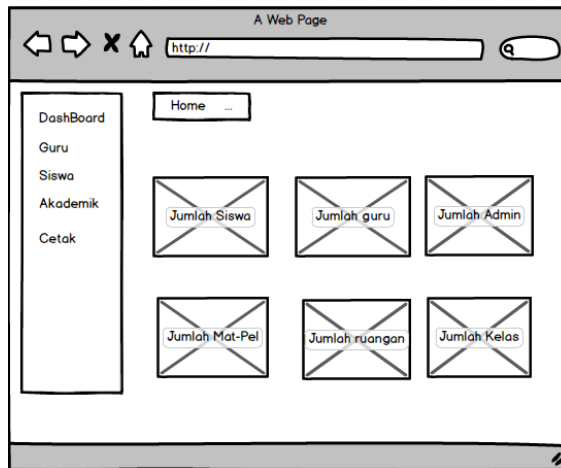 A Web Page
http://
DashBoard
Guru
Siswa
Akademik
Cetak
Home ...
Jumlah Siswa
Jumlah guru
Jumlah Admin
Jumlah Mat-Pel
Jumlah ruangan
Jumlah Kelas